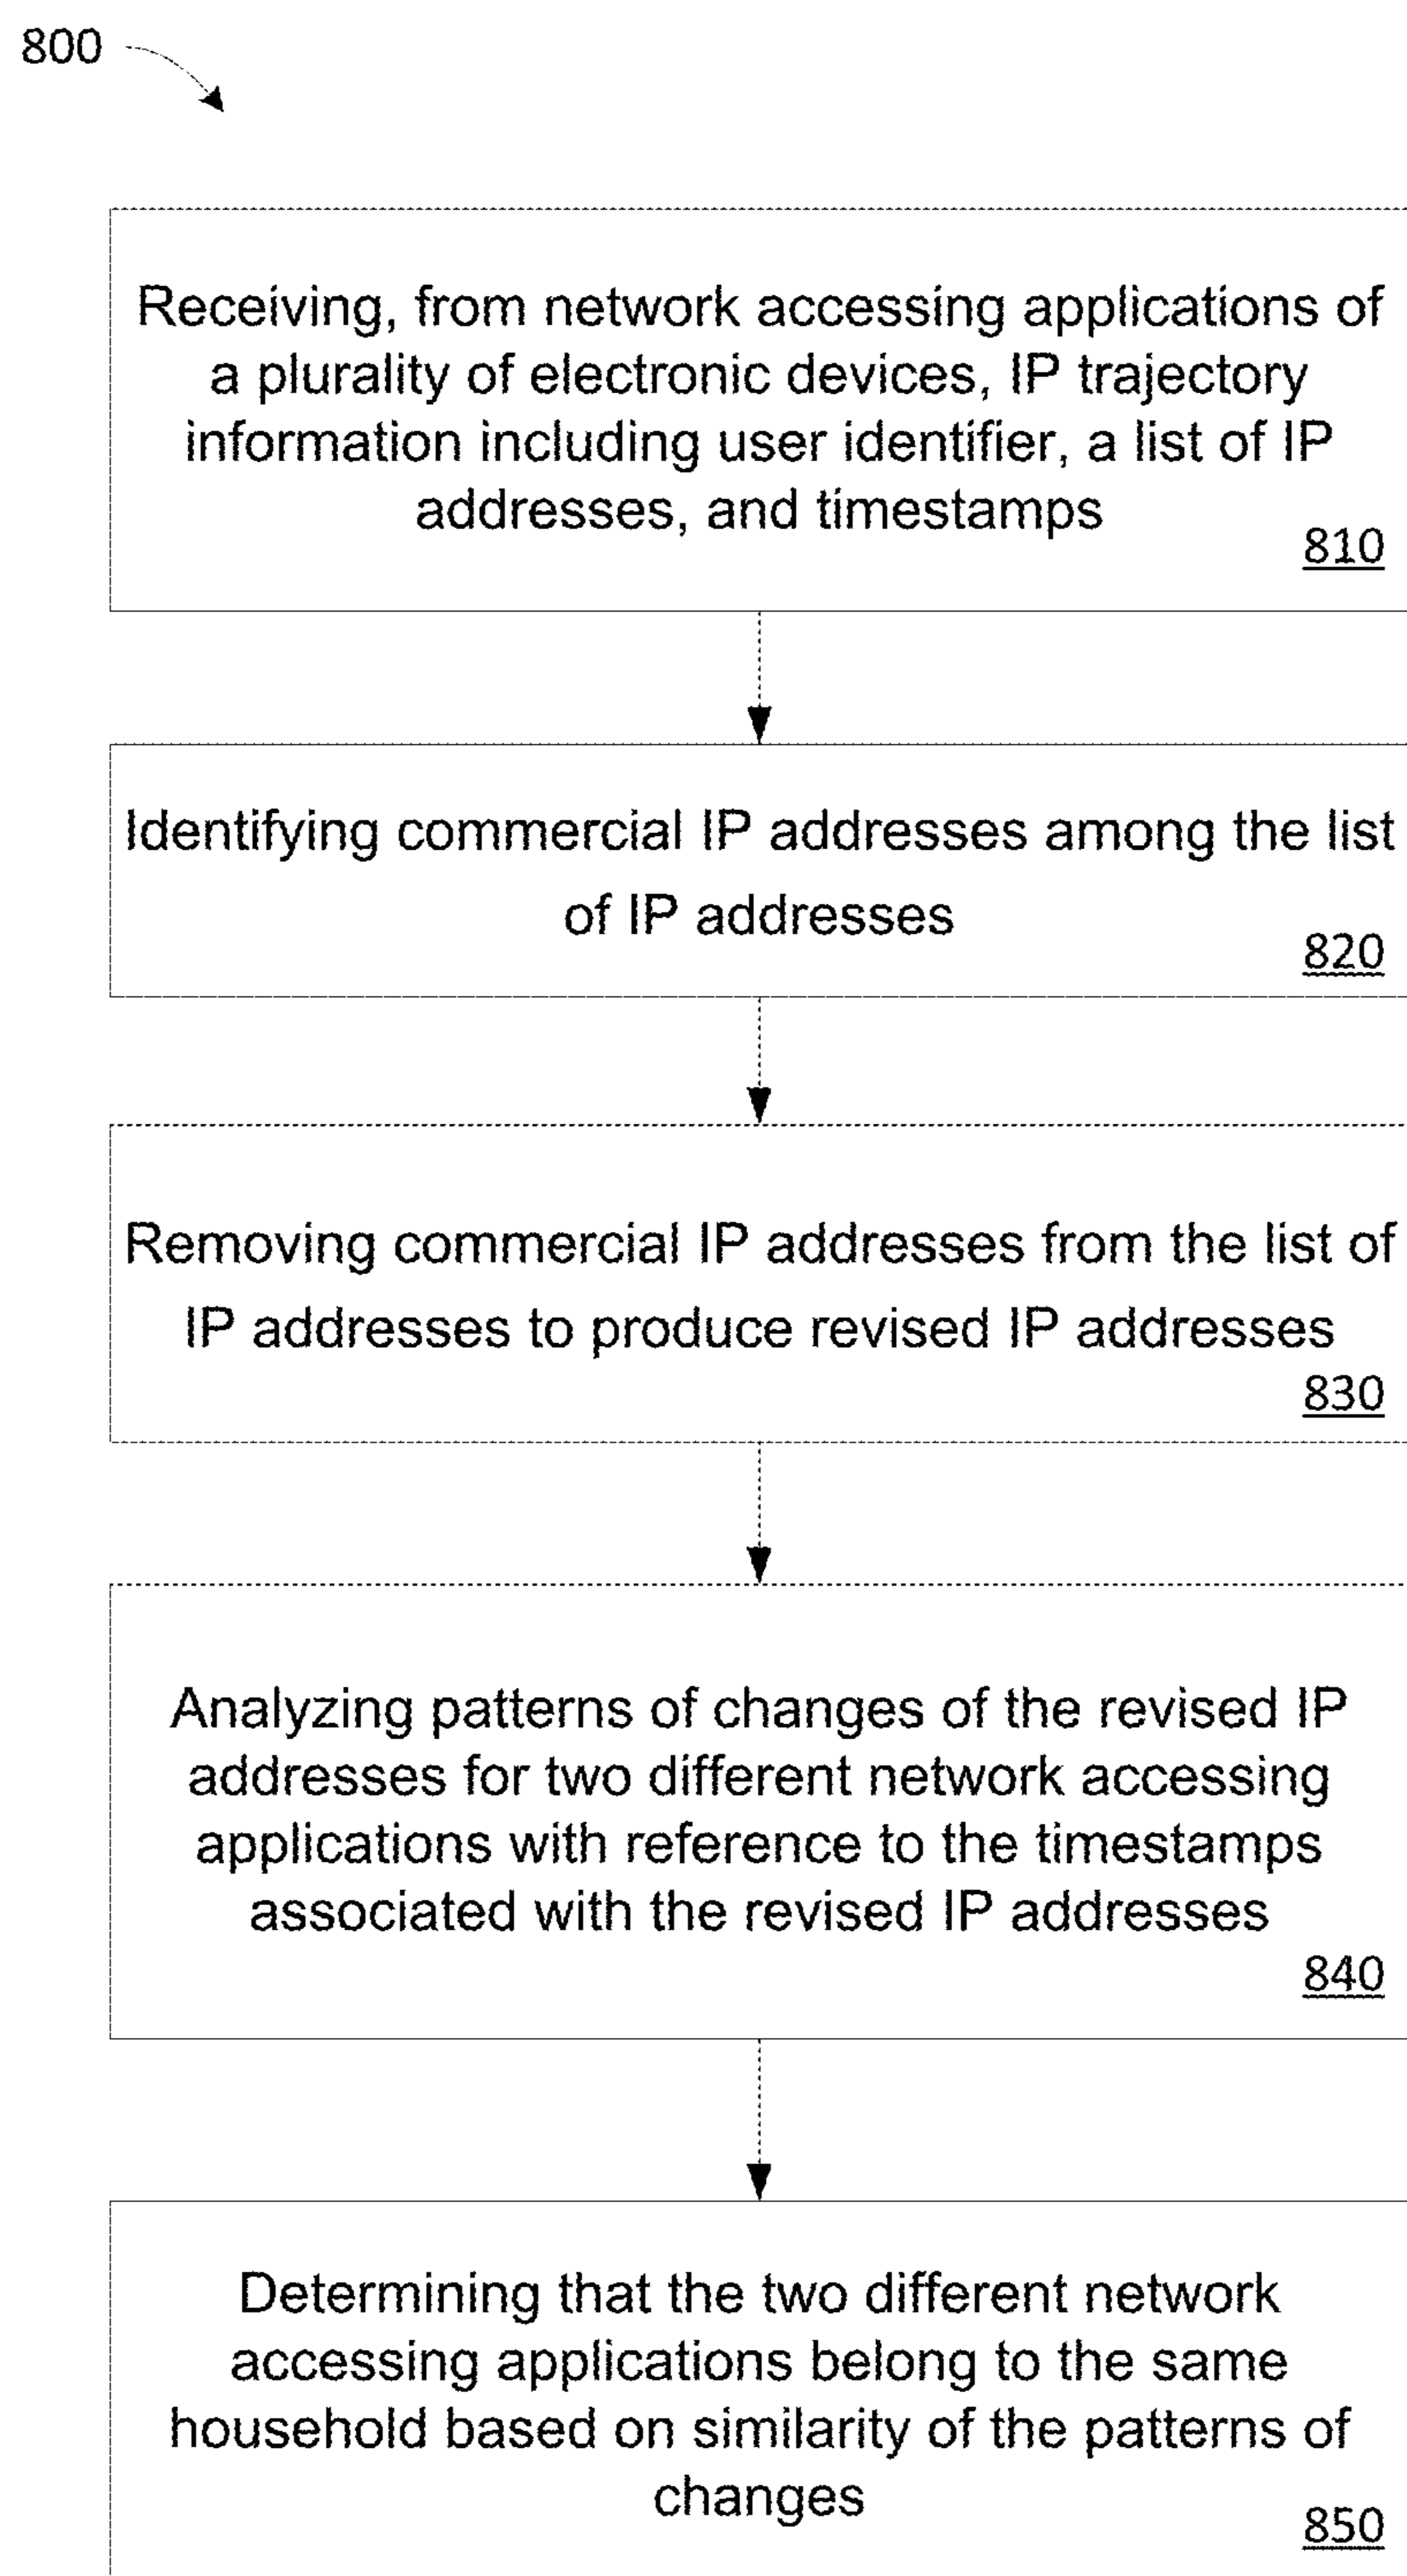 800
Receiving, from network accessing applications of
a plurality of electronic devices, IP trajectory
information including user identifier, a list of IP
addresses, and timestamps
810
Identifying commercial IP addresses among the list
of IP addresses
820
Removing commercial IP addresses from the list of
IP addresses to produce revised IP addresses
830
Analyzing patterns of changes of the revised IP
addresses for two different network accessing
applications with reference to the timestamps
associated with the revised IP addresses
840
Determining that the two different network
accessing applications belong to the same
household based on similarity of the patterns of
changes
850